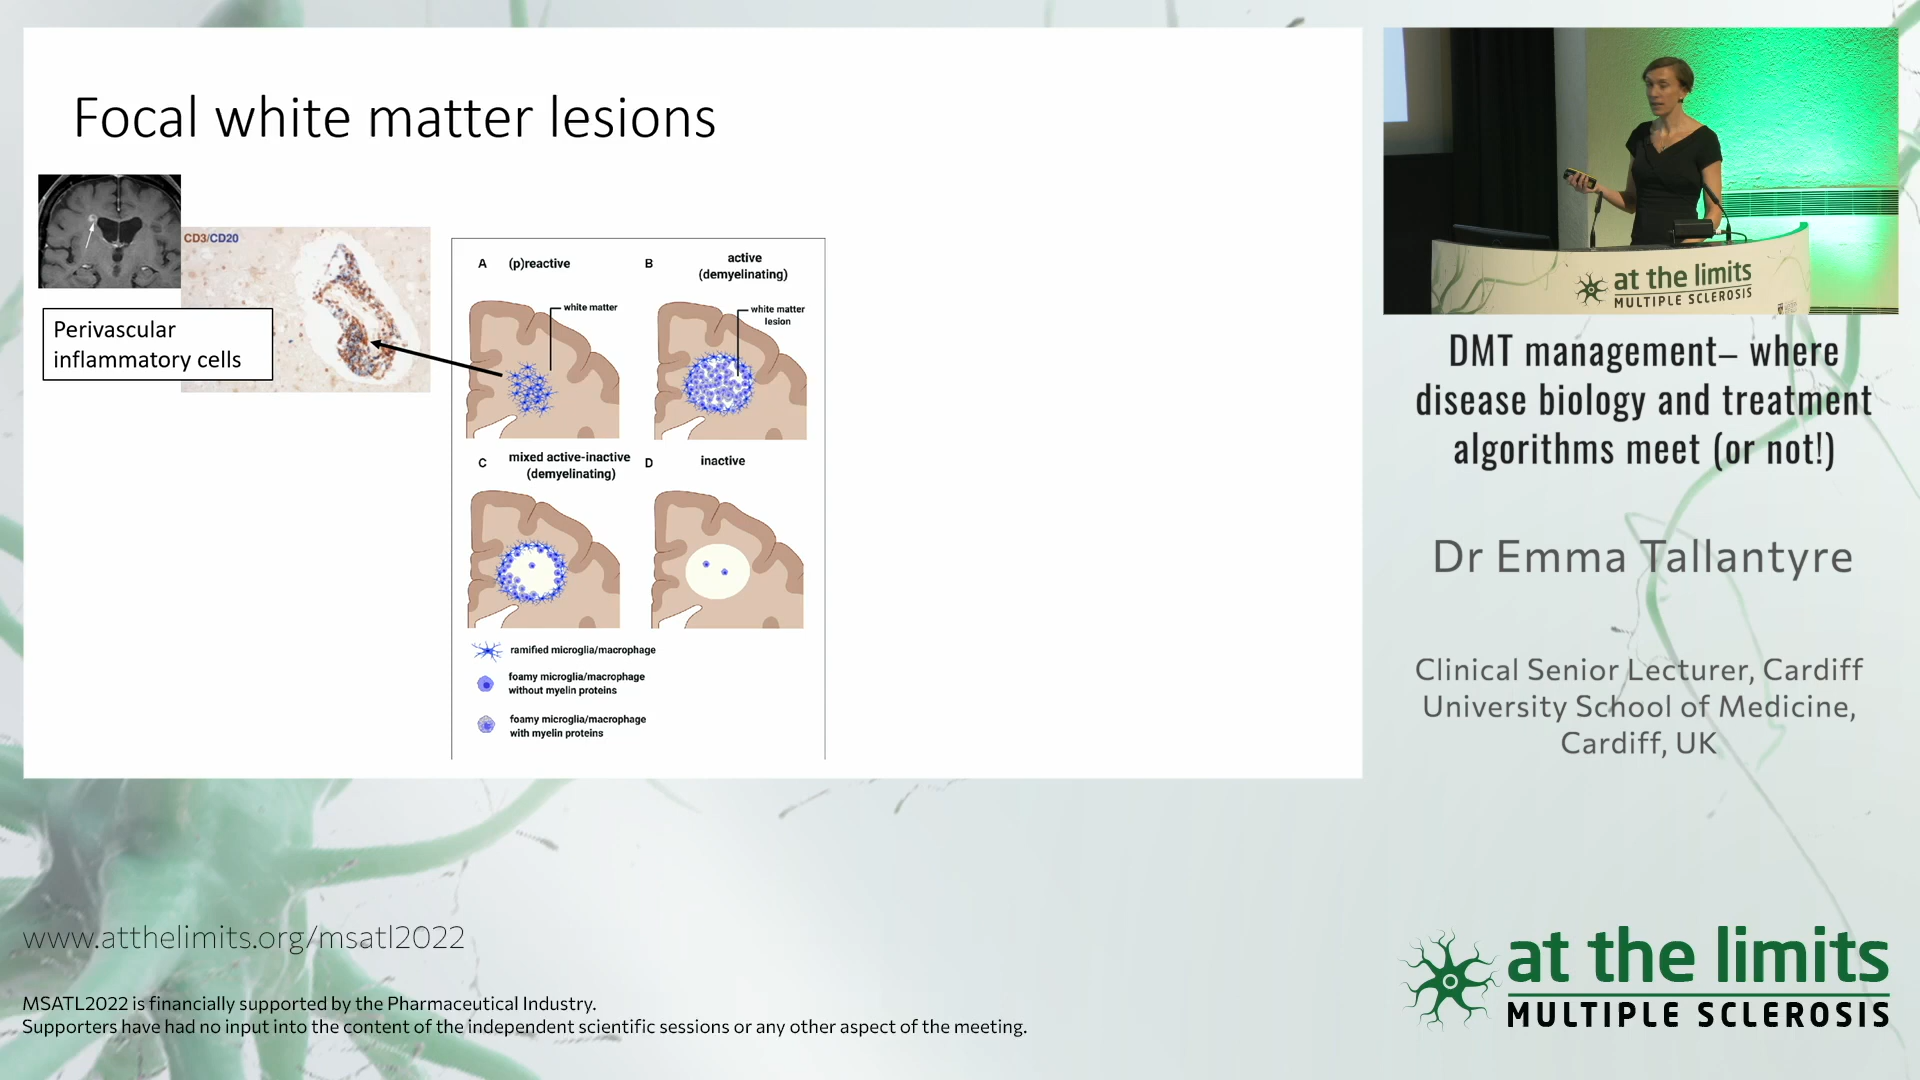 Focal white matter lesions
CD3/CD20
Perivascular
inflammatory cells
A (p)reactive
white matter
B active
(demyelinating)
white matter
lesion
C mixed active-inactive
(demyelinating)
D inactive
ramified microglia/macrophage
foamy microglia/macrophage
without myelin proteins
foamy microglia/macrophage
with myelin proteins
at the limits
MULTIPLE SCLEROSIS
DMT management– where
disease biology and treatment
algorithms meet (or not!)
Dr Emma Tallantyre
Clinical Senior Lecturer, Cardiff
University School of Medicine,
Cardiff, UK
www.atthelimits.org/msatl2022
MSATL2022 is financially supported by the Pharmaceutical Industry.
Supporters have had no input into the content of the independent scientific sessions or any other aspect of the meeting.
at the limits
MULTIPLE SCLEROSIS